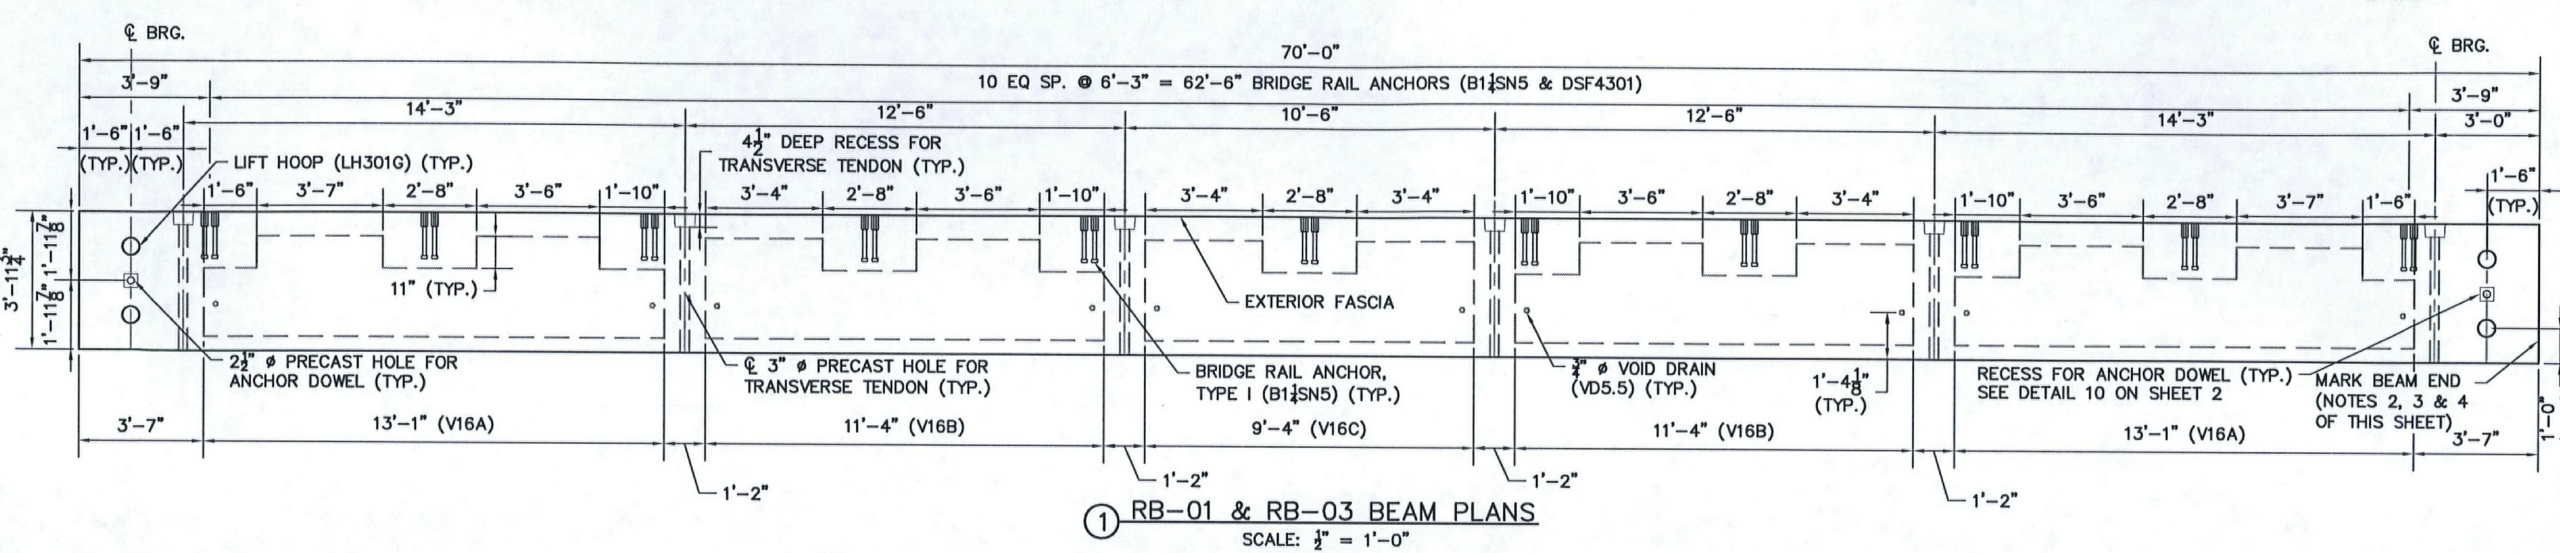 ℄ BRG.
℄ BRG.
70'-0"
10 EQ SP. @ 6'-3" = 62'-6" BRIDGE RAIL ANCHORS (B1¼SN5 & DSF4301)
3'-9"
3'-9"
14'-3"
12'-6"
10'-6"
12'-6"
14'-3"
3'-0"
1'-6"
1'-6"
(TYP.)
(TYP.)
LIFT HOOP (LH301G) (TYP.)
4½" DEEP RECESS FOR
TRANSVERSE TENDON (TYP.)
1'-6"
(TYP.)
1'-6"
3'-7"
2'-8"
3'-6"
1'-10"
3'-4"
2'-8"
3'-6"
1'-10"
3'-4"
2'-8"
3'-4"
1'-10"
3'-6"
2'-8"
3'-4"
1'-10"
3'-6"
2'-8"
3'-7"
1'-6"
3'-11¾"
1'-11⅞"
1'-11⅞"
11" (TYP.)
EXTERIOR FASCIA
2½" ø PRECAST HOLE FOR
ANCHOR DOWEL (TYP.)
℄ 3" ø PRECAST HOLE FOR
TRANSVERSE TENDON (TYP.)
BRIDGE RAIL ANCHOR,
TYPE I (B1¼SN5) (TYP.)
¾" ø VOID DRAIN
(VD5.5) (TYP.)
1'-4⅛"
(TYP.)
RECESS FOR ANCHOR DOWEL (TYP.)
SEE DETAIL 10 ON SHEET 2
MARK BEAM END
(NOTES 2, 3 & 4
OF THIS SHEET)
1'-0"
3'-7"
13'-1" (V16A)
11'-4" (V16B)
9'-4" (V16C)
11'-4" (V16B)
13'-1" (V16A)
3'-7"
1'-2"
1'-2"
1'-2"
1'-2"
1 RB-01 & RB-03 BEAM PLANS
SCALE: ½" = 1'-0"